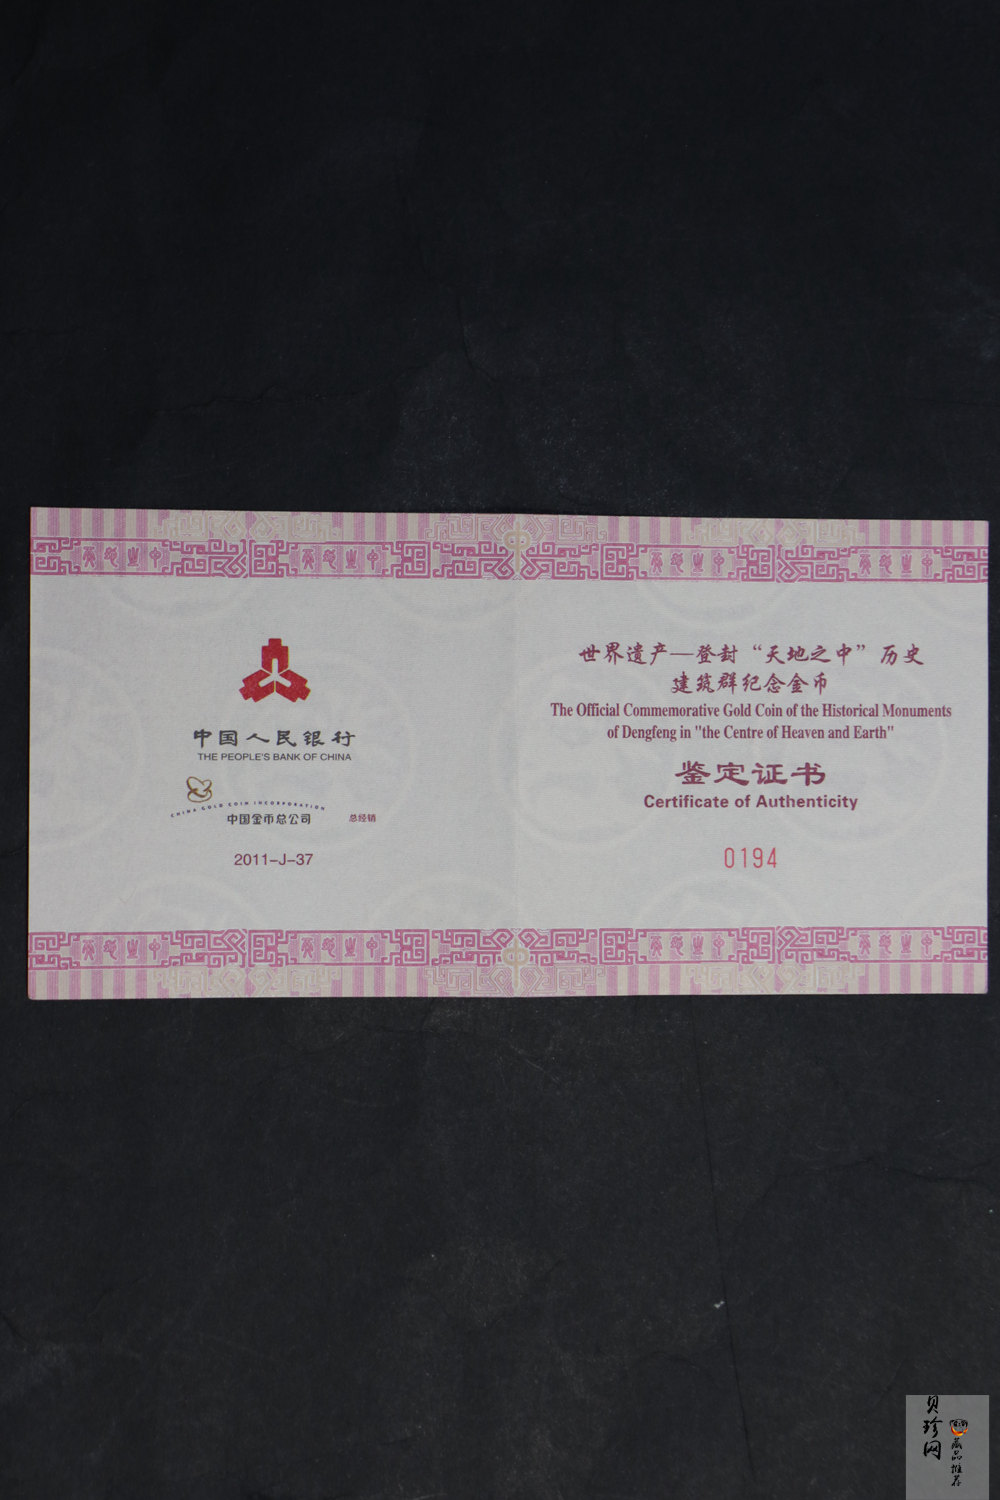 中国人民银行
THE PEOPLE'S BANK OF CHINA
CHINA GOLD COIN INCORPORATION
中国金币总公司 总经销
2011-J-37
世界遗产—登封“天地之中”历史
建筑群纪念金币
The Official Commemorative Gold Coin of the Historical Monuments
of Dengfeng in "the Centre of Heaven and Earth"
鉴定证书
Certificate of Authenticity
0194
贝珍网
藏品推荐